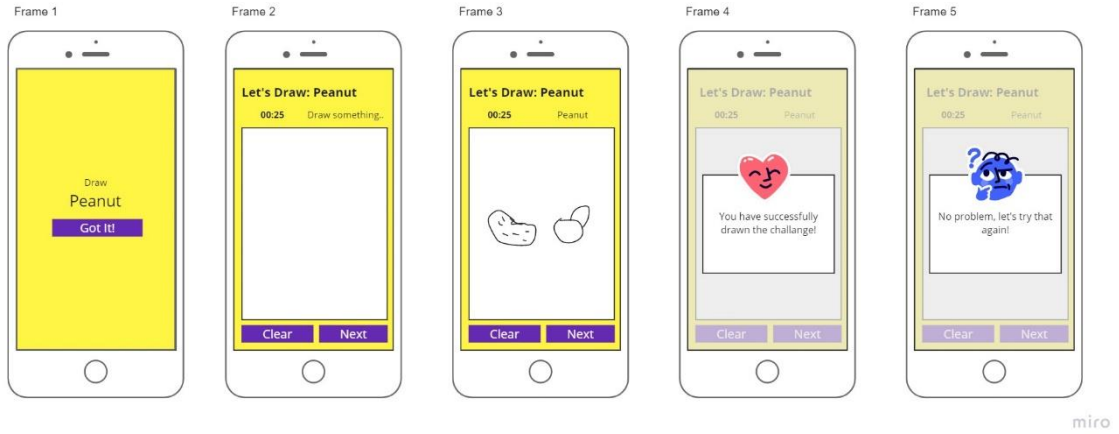 Frame 1
Draw
Peanut
Got It!
Frame 2
Let's Draw: Peanut
00:25 Draw something..
Clear Next
Frame 3
Let's Draw: Peanut
00:25 Peanut
Clear Next
Frame 4
Let's Draw: Peanut
00:25 Peanut
You have successfully
drawn the challange!
Clear Next
Frame 5
Let's Draw: Peanut
00:25 Peanut
No problem, let's try that
again!
Clear Next
miro